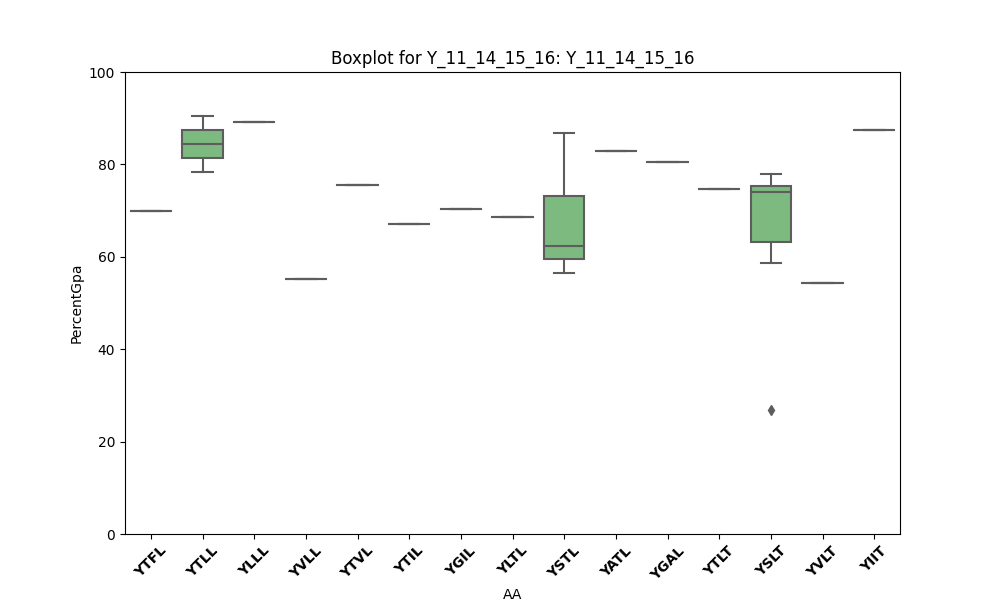 Boxplot for Y_11_14_15_16: Y_11_14_15_16
100
80
60
40
20
0
PercentGpa
YTFL YTLL YLLL YVLL YTVL YTIL YGIL YLTL YSTL YATL YGAL YTLT YSLT YVLT YIIT
AA